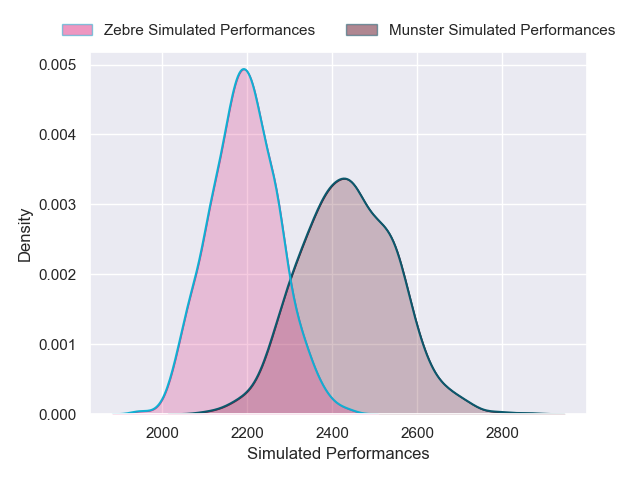 Zebre Simulated Performances Munster Simulated Performances
0.005
0.004
0.003
0.002
0.001
0.000
Density
2000 2200 2400 2600 2800
Simulated Performances